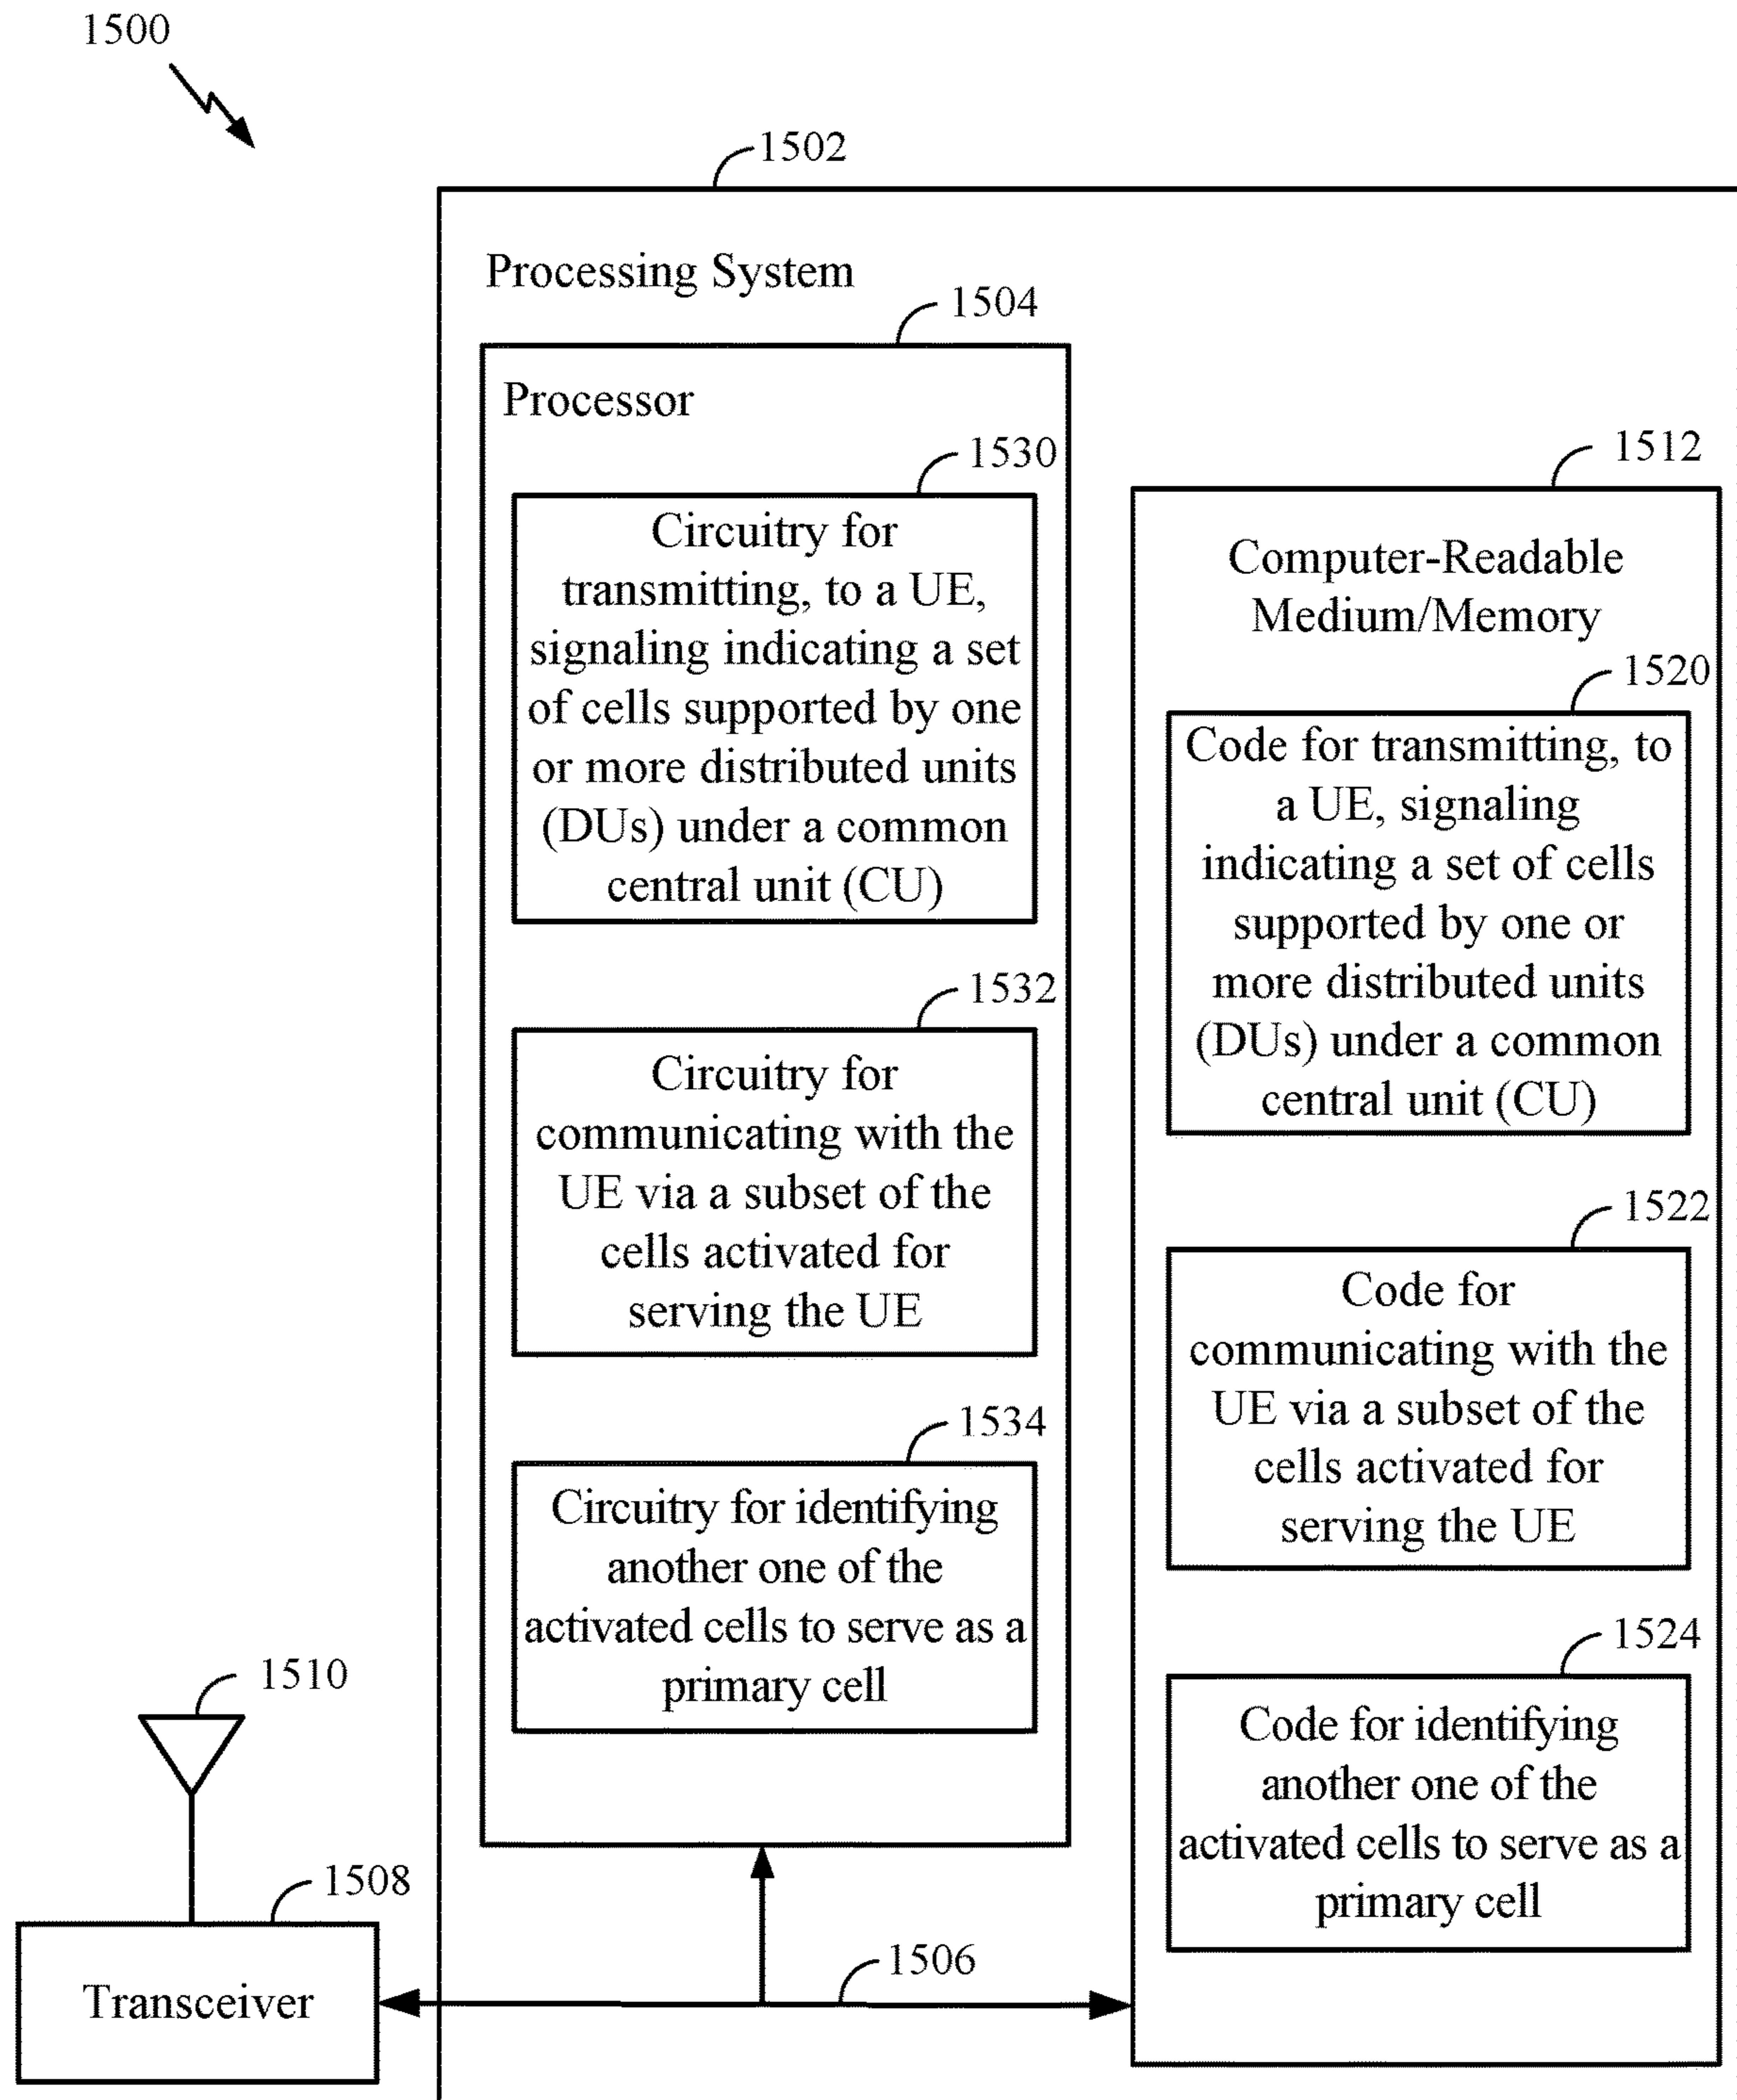 1500
1502
Processing System
1504
Processor
1530
Circuitry for
transmitting, to a UE,
signaling indicating a set
of cells supported by one
or more distributed units
(DUs) under a common
central unit (CU)
1532
Circuitry for
communicating with the
UE via a subset of the
cells activated for
serving the UE
1534
Circuitry for identifying
another one of the
activated cells to serve as a
primary cell
1512
Computer-Readable
Medium/Memory
1520
Code for transmitting, to
a UE, signaling
indicating a set of cells
supported by one or
more distributed units
(DUs) under a common
central unit (CU)
1522
Code for
communicating with the
UE via a subset of the
cells activated for
serving the UE
1524
Code for identifying
another one of the
activated cells to serve as a
primary cell
1510
1508
Transceiver
1506